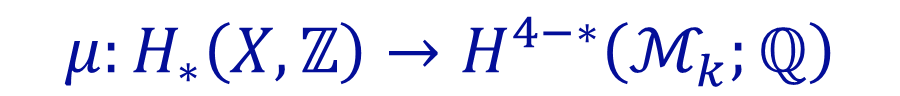 μ: H_*(X, ℤ) → H^{4−*}(ℳ_k; ℚ)